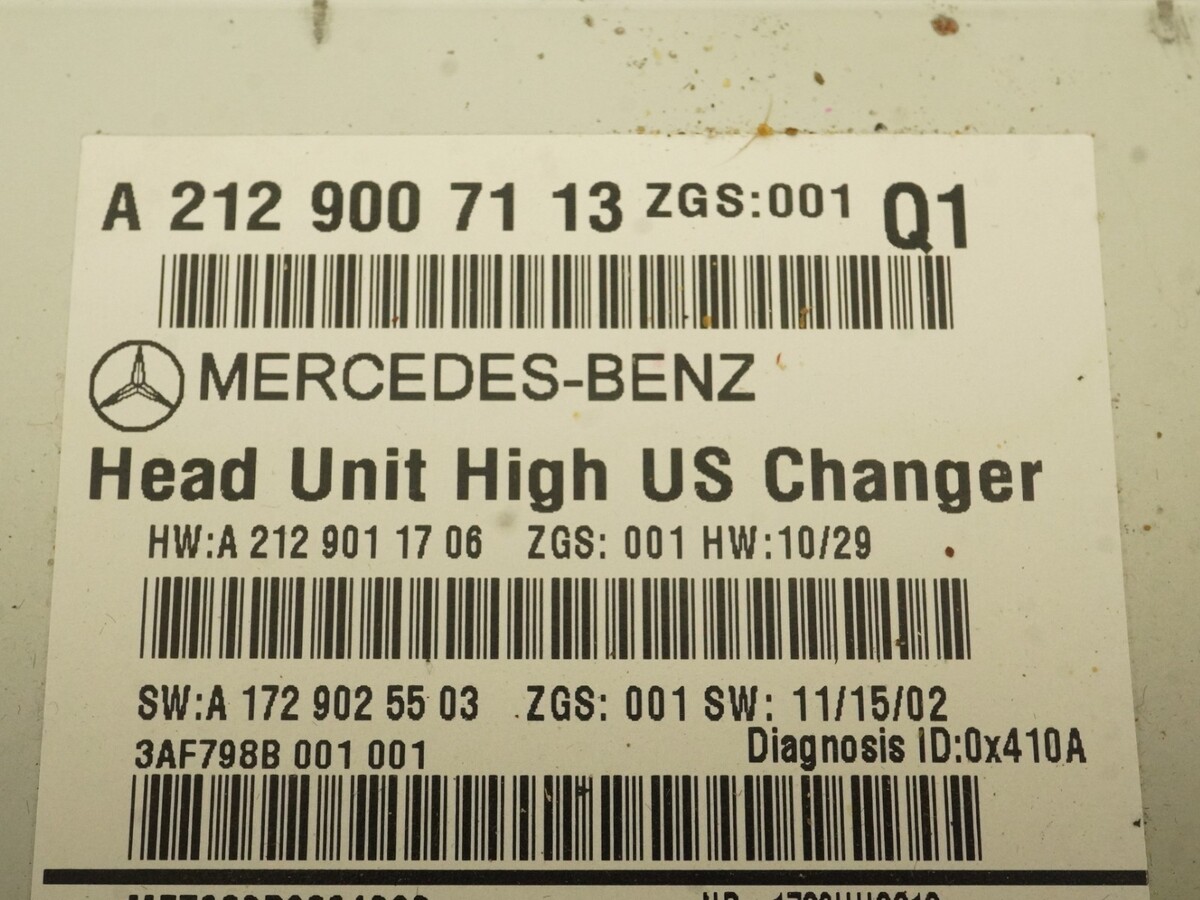 A 212 900 71 13 ZGS:001 Q1
MERCEDES-BENZ
Head Unit High US Changer
HW:A 212 901 17 06 ZGS: 001 HW:10/29
SW:A 172 902 55 03 ZGS: 001 SW: 11/15/02
3AF798B 001 001 Diagnosis ID:0x410A